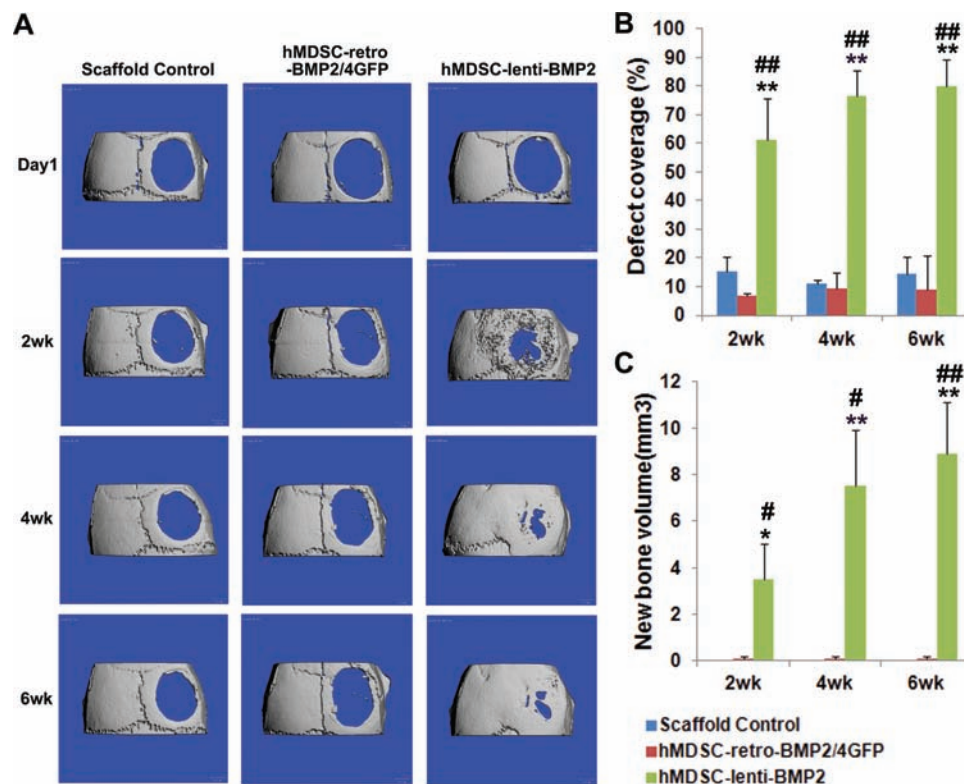 A
Scaffold Control
hMDSC-retro
-BMP2/4GFP
hMDSC-lenti-BMP2
Day1
2wk
4wk
6wk
B
Defect coverage (%)
100
90
80
70
60
50
40
30
20
10
0
##
**
##
**
##
**
2wk 4wk 6wk
C
New bone volume(mm3)
12
10
8
6
4
2
0
#
*
#
**
##
**
2wk 4wk 6wk
Scaffold Control
hMDSC-retro-BMP2/4GFP
hMDSC-lenti-BMP2